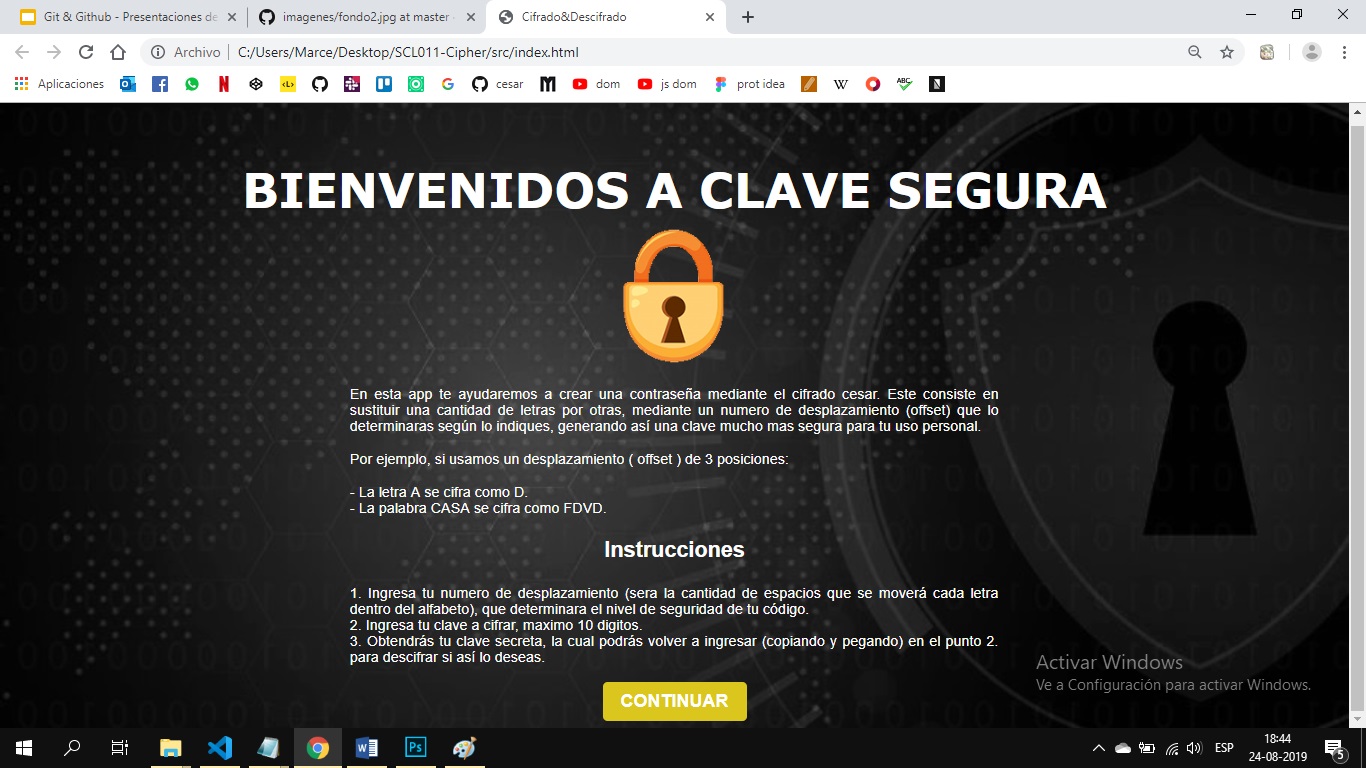 Git & Github - Presentaciones de
imagenes/fondo2.jpg at master
Cifrado&Descifrado
Archivo
C:/Users/Marce/Desktop/SCL011-Cipher/src/index.html
Aplicaciones
cesar
dom
js dom
prot idea
BIENVENIDOS A CLAVE SEGURA
En esta app te ayudaremos a crear una contraseña mediante el cifrado cesar. Este consiste en
sustituir una cantidad de letras por otras, mediante un numero de desplazamiento (offset) que lo
determinaras según lo indiques, generando así una clave mucho mas segura para tu uso personal.
Por ejemplo, si usamos un desplazamiento ( offset ) de 3 posiciones:
- La letra A se cifra como D.
- La palabra CASA se cifra como FDVD.
Instrucciones
1. Ingresa tu numero de desplazamiento (sera la cantidad de espacios que se moverá cada letra
dentro del alfabeto), que determinara el nivel de seguridad de tu código.
2. Ingresa tu clave a cifrar, maximo 10 digitos.
3. Obtendrás tu clave secreta, la cual podrás volver a ingresar (copiando y pegando) en el punto 2.
para descifrar si así lo deseas.
CONTINUAR
Activar Windows
Ve a Configuración para activar Windows.
ESP
18:44
24-08-2019
5